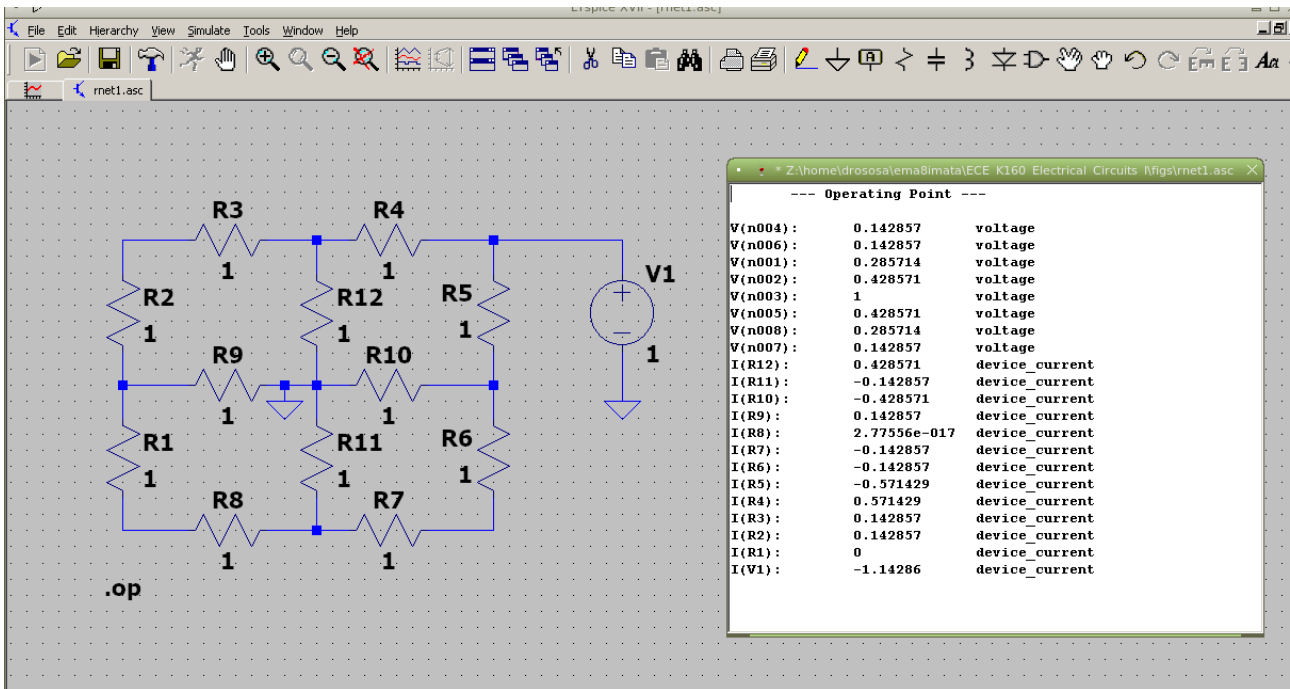 LTspice XVII - [rnet1.asc]
File Edit Hierarchy View Simulate Tools Window Help
rnet1.asc
* Z:\home\drososa\ema8imata\ECE_K160_Electrical_Circuits_I\figs\rnet1.asc
--- Operating Point ---
V(n004): 0.142857 voltage
V(n006): 0.142857 voltage
V(n001): 0.285714 voltage
V(n002): 0.428571 voltage
V(n003): 1 voltage
V(n005): 0.428571 voltage
V(n008): 0.285714 voltage
V(n007): 0.142857 voltage
I(R12): 0.428571 device_current
I(R11): -0.142857 device_current
I(R10): -0.428571 device_current
I(R9): 0.142857 device_current
I(R8): 2.77556e-017 device_current
I(R7): -0.142857 device_current
I(R6): -0.142857 device_current
I(R5): -0.571429 device_current
I(R4): 0.571429 device_current
I(R3): 0.142857 device_current
I(R2): 0.142857 device_current
I(R1): 0 device_current
I(V1): -1.14286 device_current
R3 R4
1 1
V1
R2 R12 R5
1 1 1
R9 R10 1
1 1
R1 R11 R6
1 1 1
R8 R7
1 1
.op